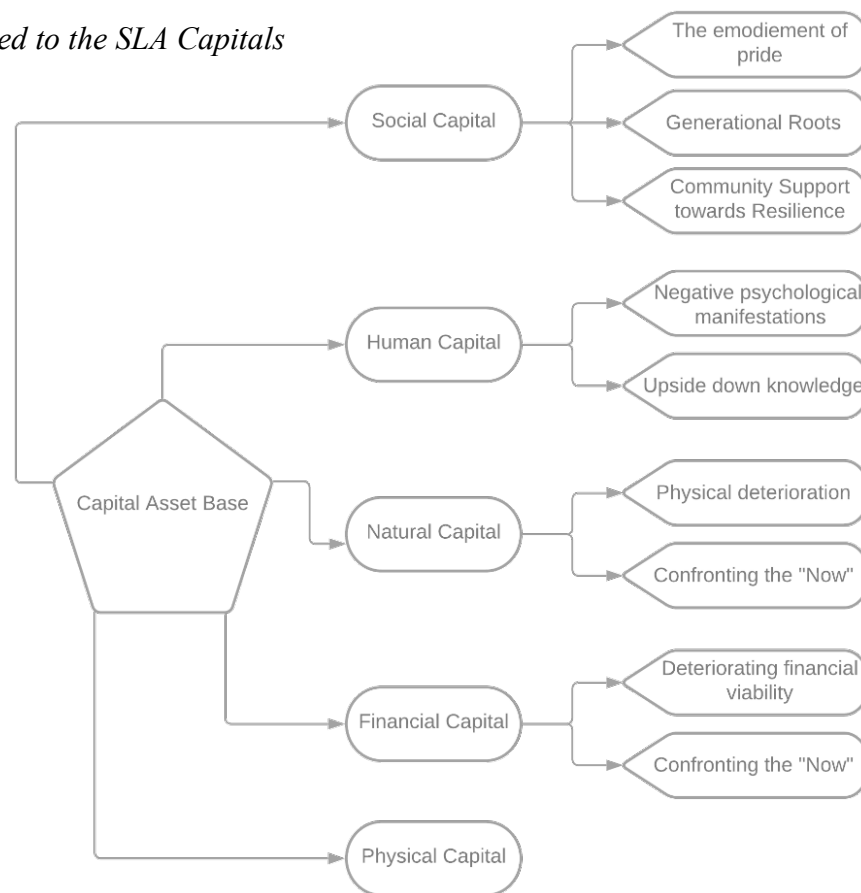 ed to the SLA Capitals
The emodiement of
pride
Social Capital
Generational Roots
Community Support
towards Resilience
Negative psychological
manifestations
Human Capital
Upside down knowledge
Capital Asset Base
Physical deterioration
Natural Capital
Confronting the "Now"
Deteriorating financial
viability
Financial Capital
Confronting the "Now"
Physical Capital